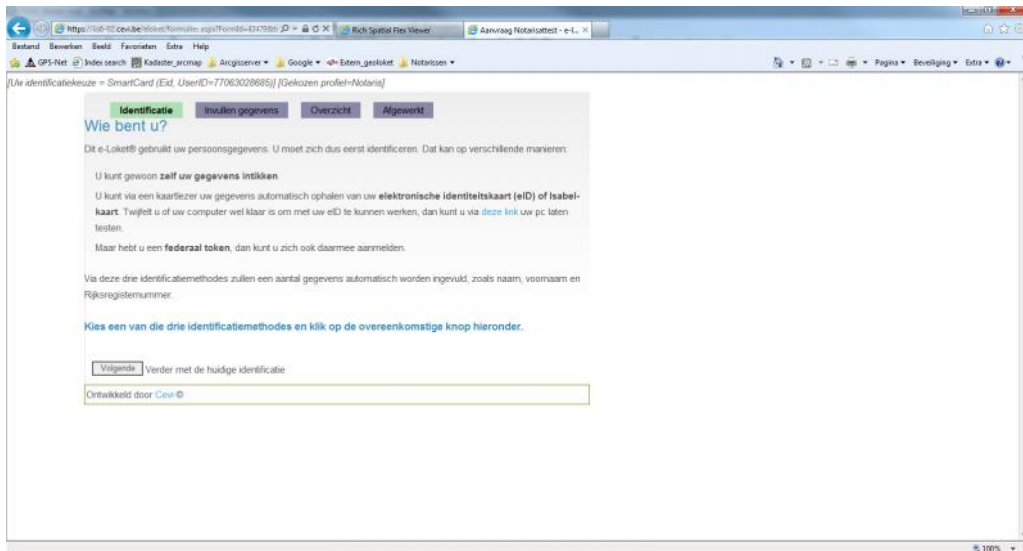 Rich Spatial Flex Viewer
Aanvraag Notarisattest - e-l...
Bestand Bewerken Beeld Favorieten Extra Help
GPS-Net Index search Kadaster_arcmap Arcgisserver Google Extern_geoloket Notarissen Pagina Beveiliging Extra
[Uw identificatiekeuze = SmartCard (Eid, UserID=77063028685)] [Gekozen profiel=Notaris]
Identificatie Invullen gegevens Overzicht Afgewerkt
Wie bent u?
Dit e-Loket® gebruikt uw persoonsgegevens. U moet zich dus eerst identificeren. Dat kan op verschillende manieren:
U kunt gewoon zelf uw gegevens intikken
U kunt via een kaartlezer uw gegevens automatisch ophalen van uw elektronische identiteitskaart (eID) of Isabel-
kaart. Twijfelt u of uw computer wel klaar is om met uw eID te kunnen werken, dan kunt u via deze link uw pc laten
testen.
Maar hebt u een federaal token, dan kunt u zich ook daarmee aanmelden.
Via deze drie identificatiemethodes zullen een aantal gegevens automatisch worden ingevuld, zoals naam, voornaam en
Rijksregisternummer.
Kies een van die drie identificatiemethodes en klik op de overeenkomstige knop hieronder.
Volgende Verder met de huidige identificatie
Ontwikkeld door Cevi ©
100%